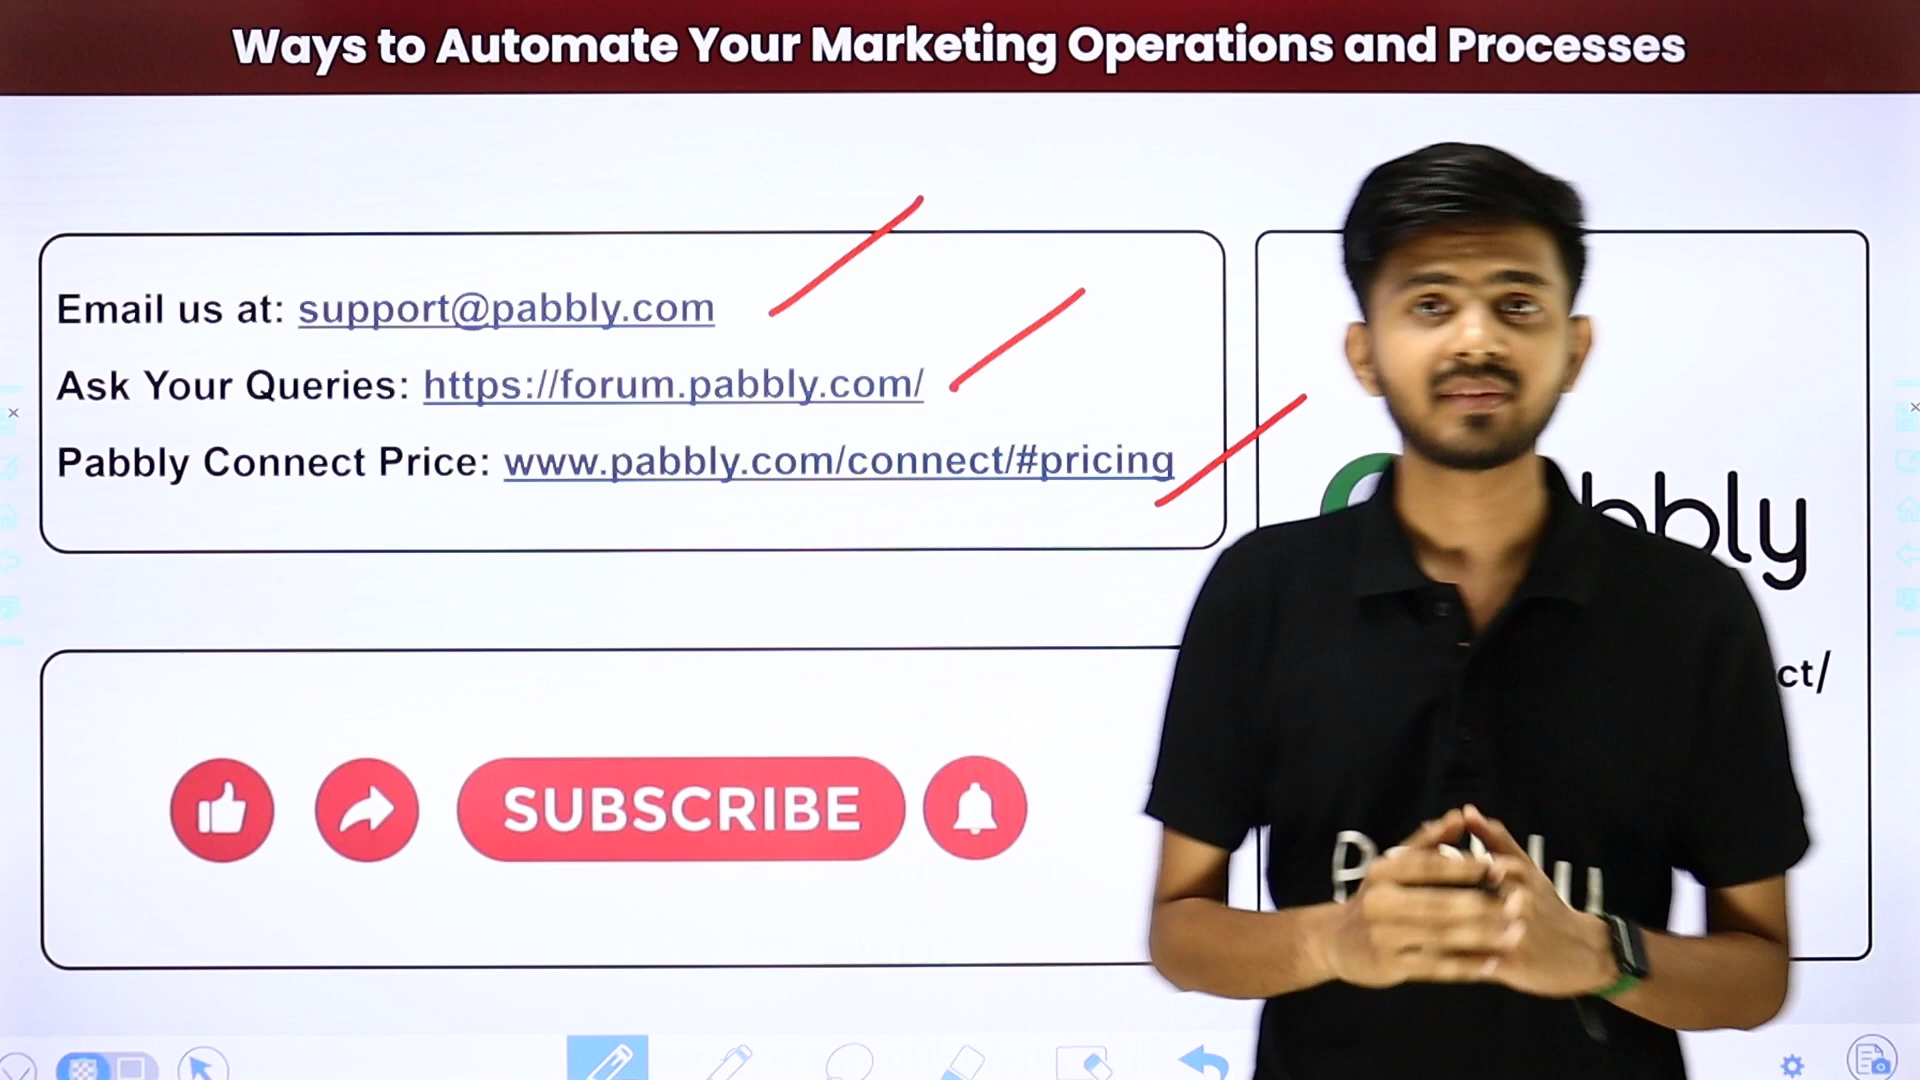 Ways to Automate Your Marketing Operations and Processes
Email us at: support@pabbly.com
Ask Your Queries: https://forum.pabbly.com/
Pabbly Connect Price: www.pabbly.com/connect/#pricing
bbly
ct/
SUBSCRIBE